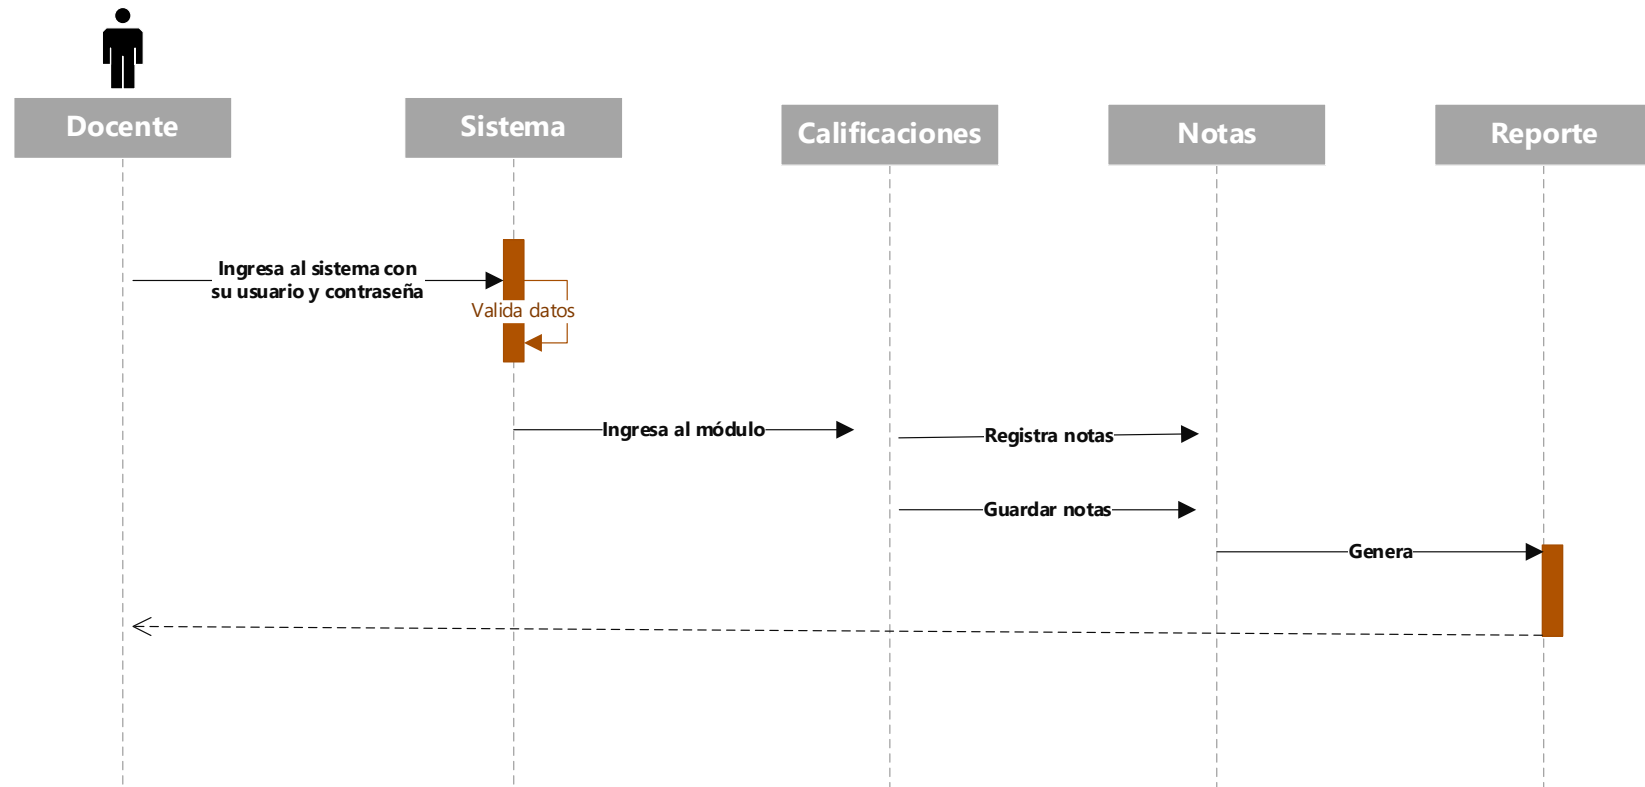 Docente
Sistema
Calificaciones
Notas
Reporte
Ingresa al sistema con
su usuario y contraseña
Valida datos
Ingresa al módulo
Registra notas
Guardar notas
Genera